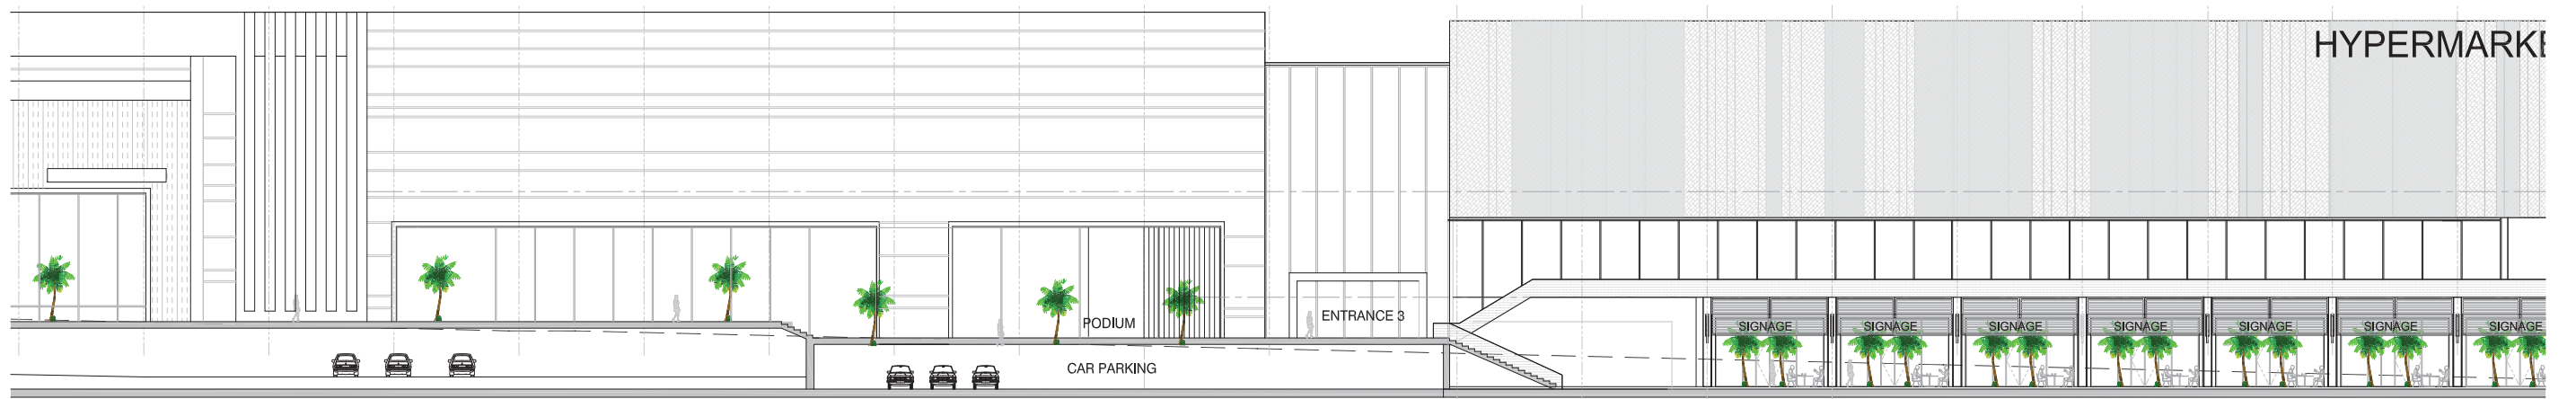 HYPERMARKE
PODIUM
ENTRANCE 3
CAR PARKING
SIGNAGE
SIGNAGE
SIGNAGE
SIGNAGE
SIGNAGE
SIGNAGE
SIGNAGE